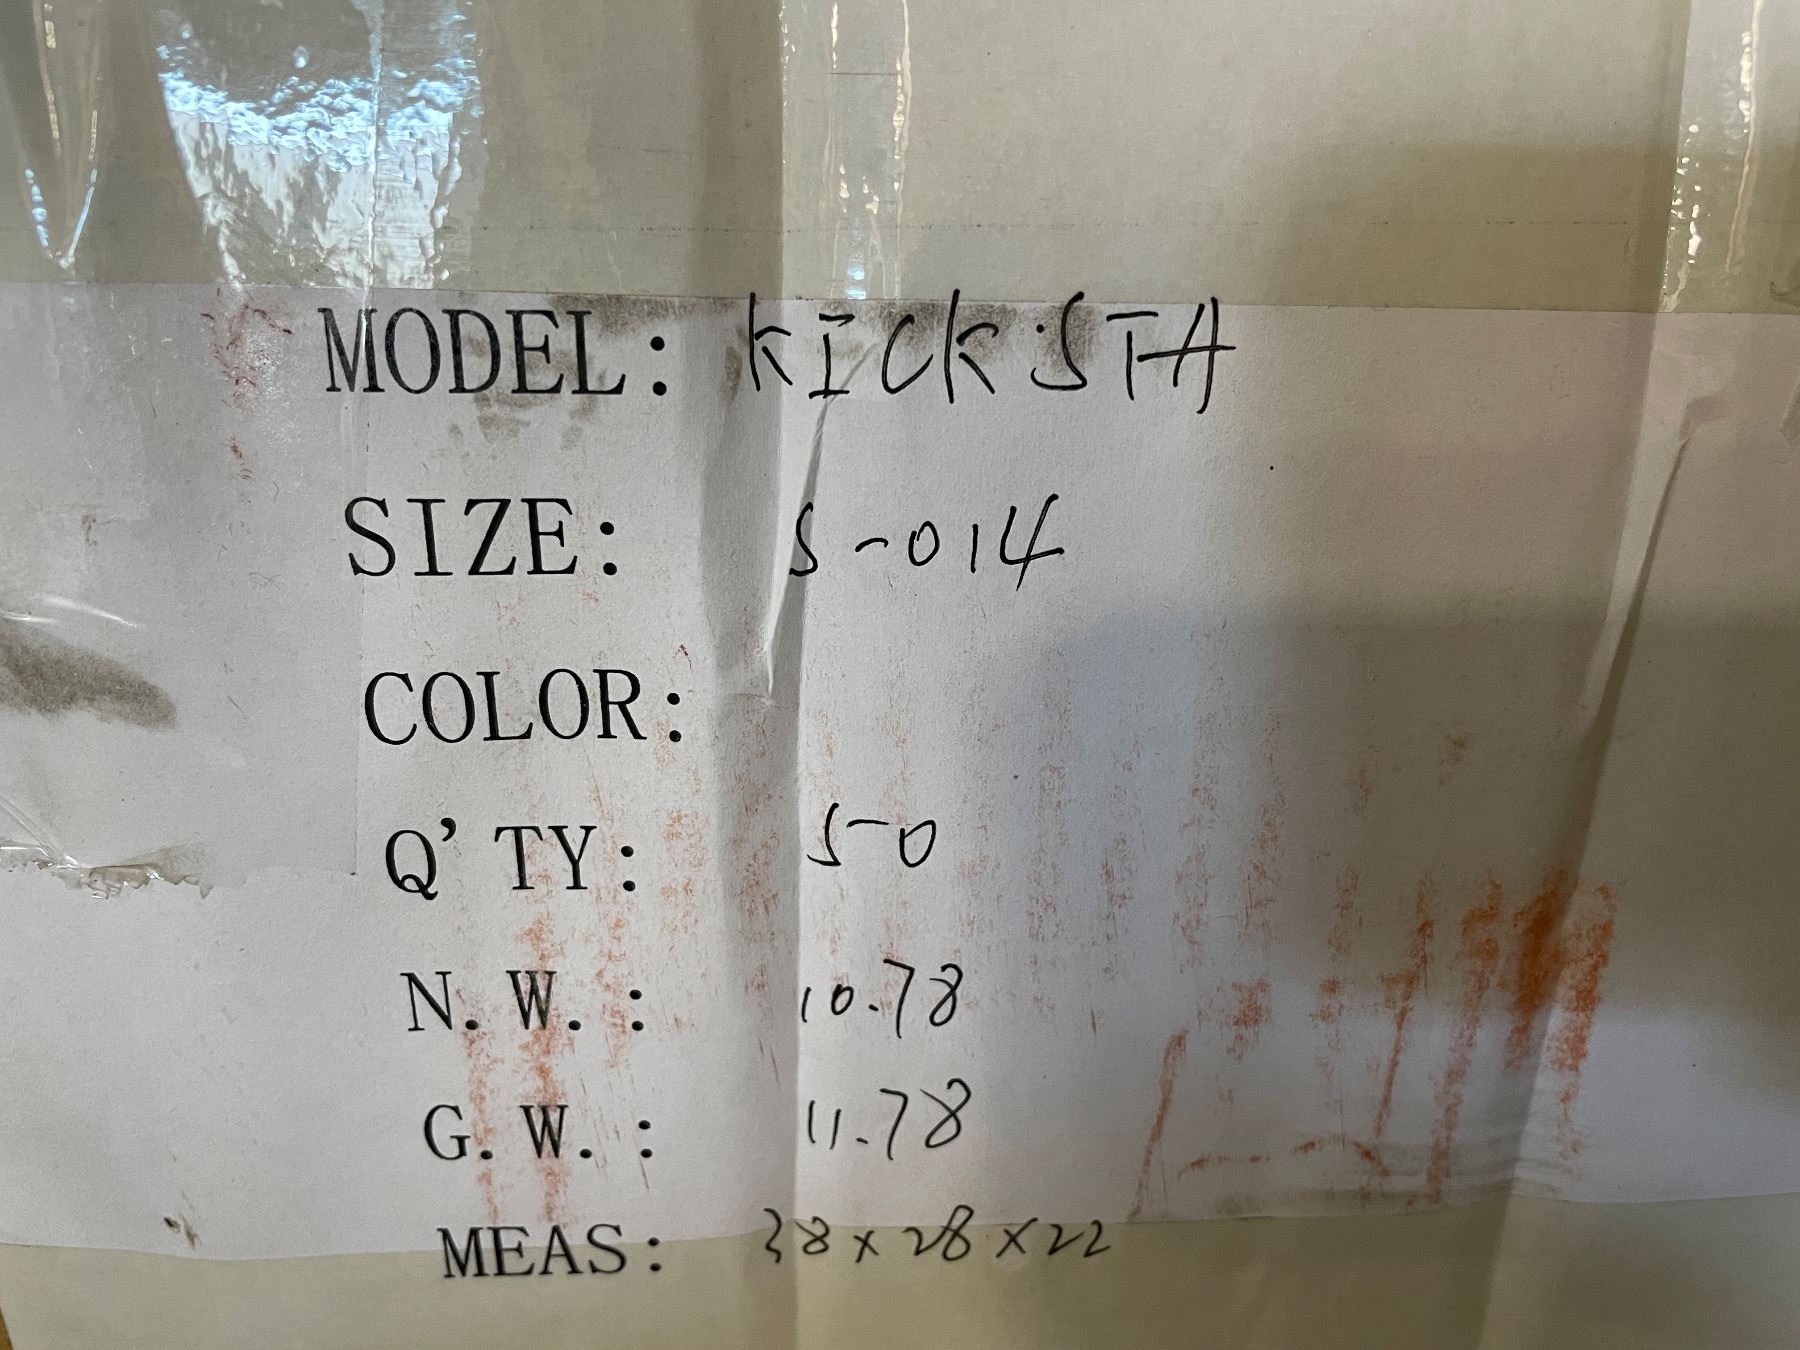 MODEL: KICKSTA
SIZE: S-014
COLOR:
Q'TY: 50
N.W.: 10.78
G.W.: 11.78
MEAS: 38x28x22